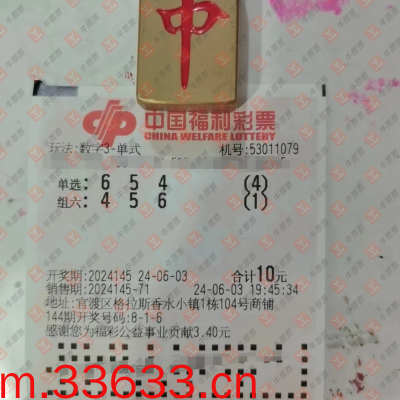 中
中国福利彩票
CHINA WELFARE LOTTERY
玩法:数字3-单式 机号:53011079
单选: 6 5 4 (4)
组六: 4 5 6 (1)
开奖期:2024145 24-06-03 合计10元
销售期:2024145-71 24-06-03 19:45:34
地址:官渡区格拉斯香水小镇1栋104号商铺
144期开奖号码:8-1-6
感谢您为福彩公益事业贡献3.40元
m.33633.cn